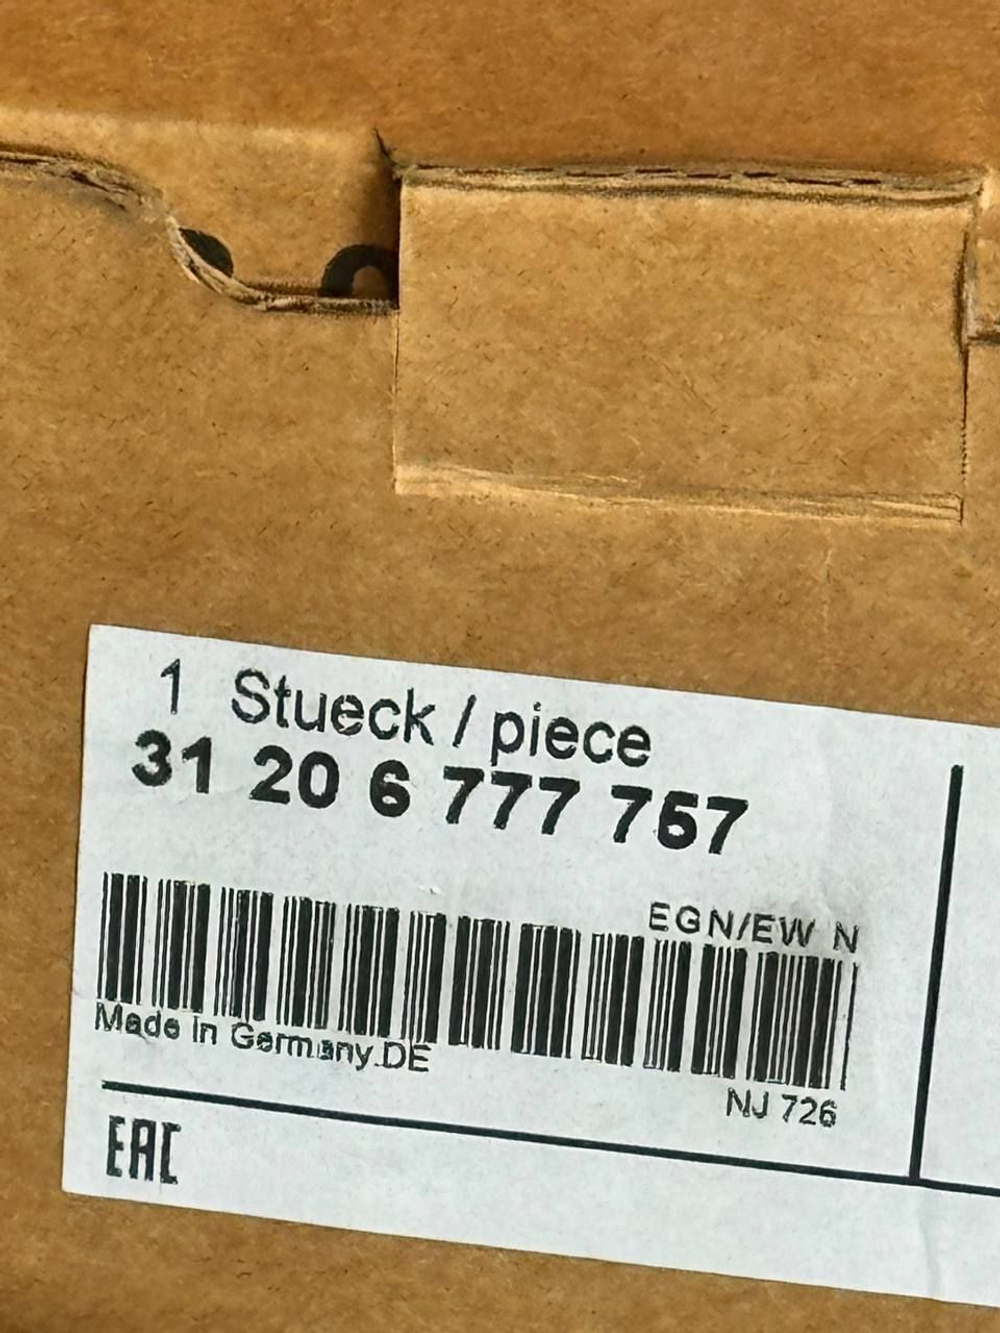 1 Stueck / piece
31 20 6 777 757
EGN/EW N
Made in Germany.DE
NJ 726
EAC